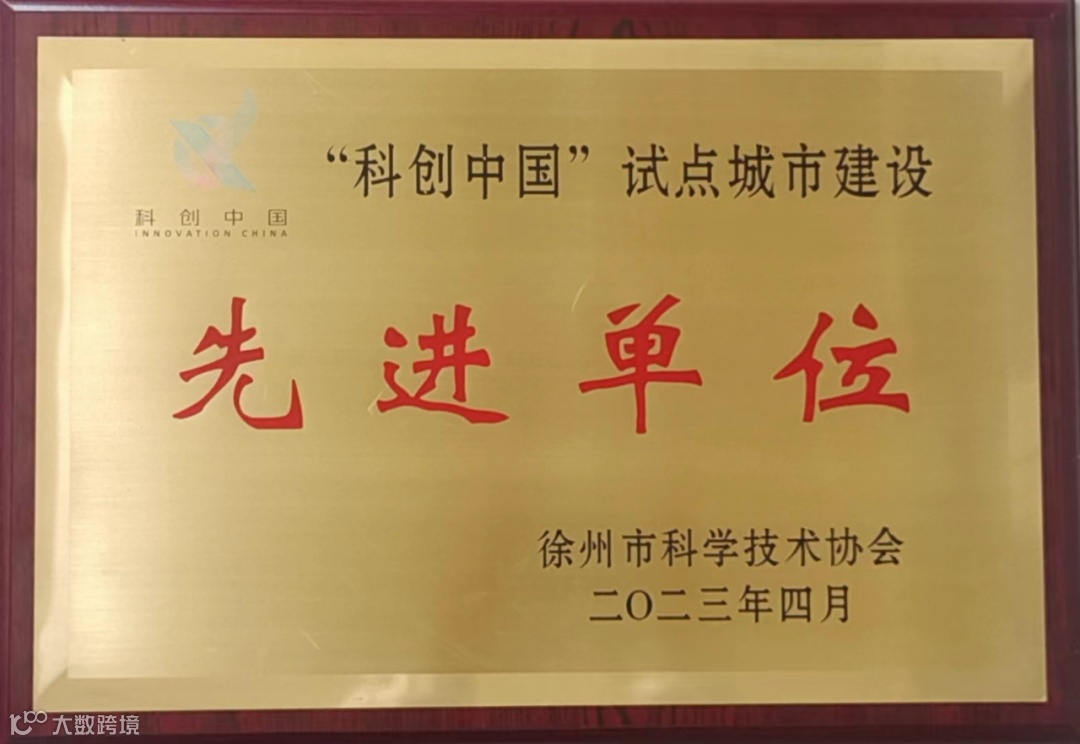 “科创中国”试点城市建设
科创中国
INNOVATION CHINA
先进单位
徐州市科学技术协会
二〇二三年四月
大数跨境